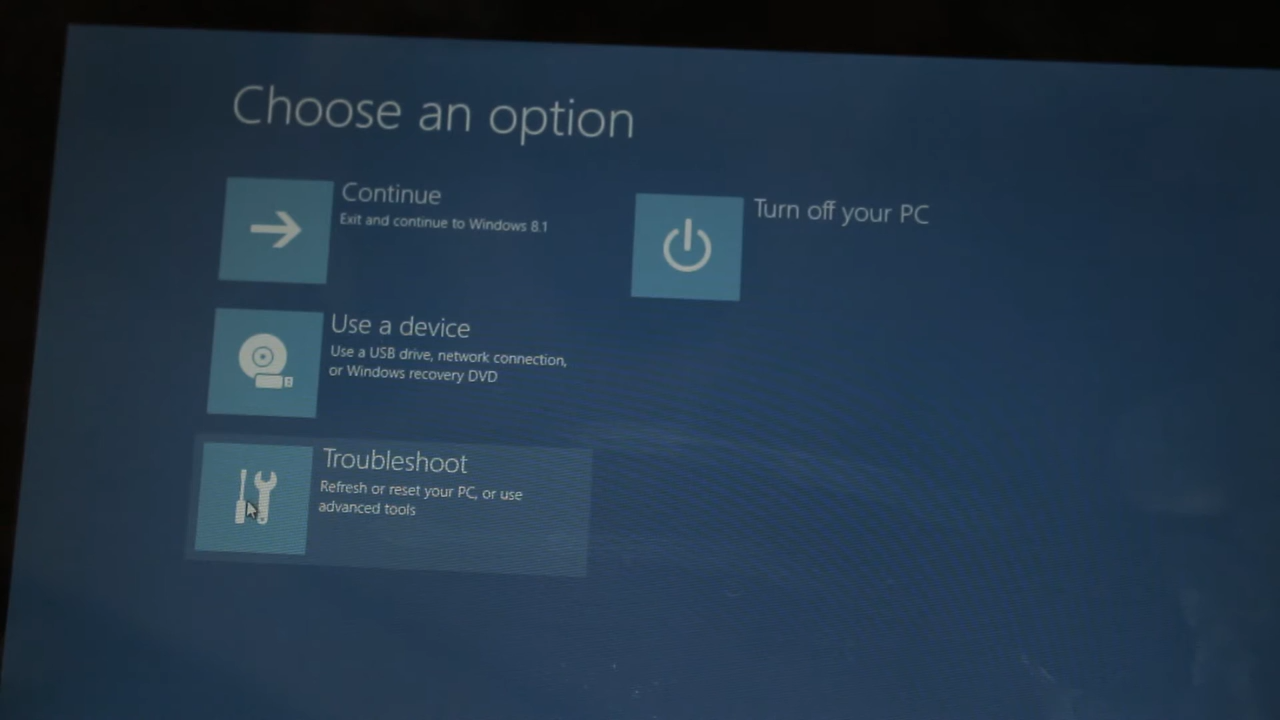 Choose an option
Continue
Exit and continue to Windows 8.1
Turn off your PC
Use a device
Use a USB drive, network connection,
or Windows recovery DVD
Troubleshoot
Refresh or reset your PC, or use
advanced tools